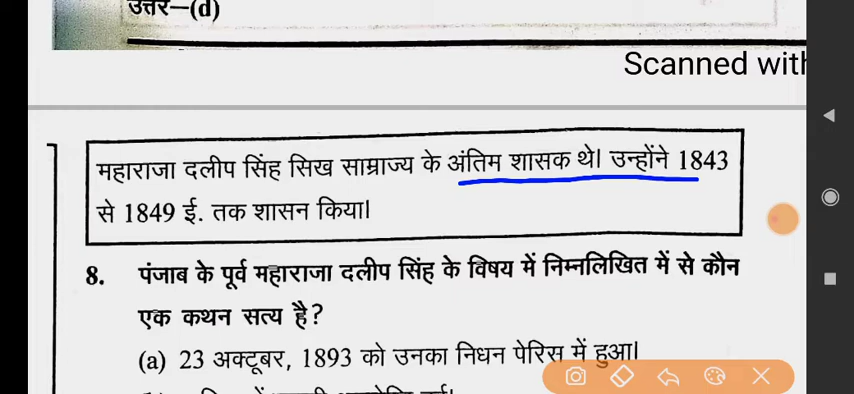 उत्तर—(d)
Scanned with
महाराजा दलीप सिंह सिख साम्राज्य के अंतिम शासक थे। उन्होंने 1843
से 1849 ई. तक शासन किया।
8. पंजाब के पूर्व महाराजा दलीप सिंह के विषय में निम्नलिखित में से कौन
एक कथन सत्य है?
(a) 23 अक्टूबर, 1893 को उनका निधन पेरिस में हुआ।